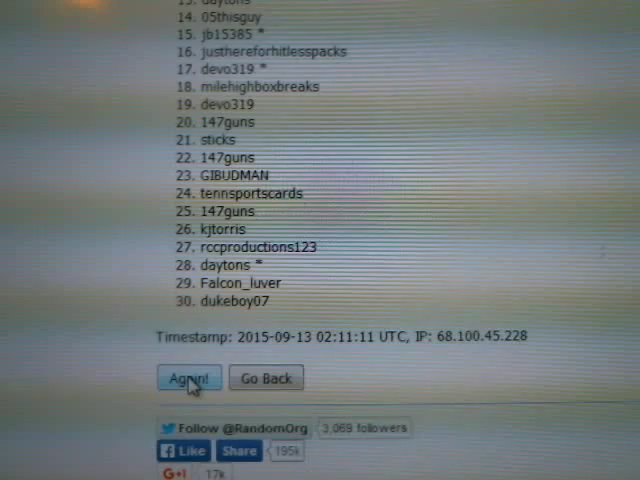 13. daytons
14. 05thisguy
15. jb15385 *
16. justhereforhitlesspacks
17. devo319 *
18. milehighboxbreaks
19. devo319
20. 147guns
21. sticks
22. 147guns
23. GIBUDMAN
24. tennsportscards
25. 147guns
26. kjtorris
27. rccproductions123
28. daytons *
29. Falcon_luver
30. dukeboy07
Timestamp: 2015-09-13 02:11:11 UTC, IP: 68.100.45.228
Again! Go Back
Follow @RandomOrg 3,069 followers
Like Share 195k
G+1 17k